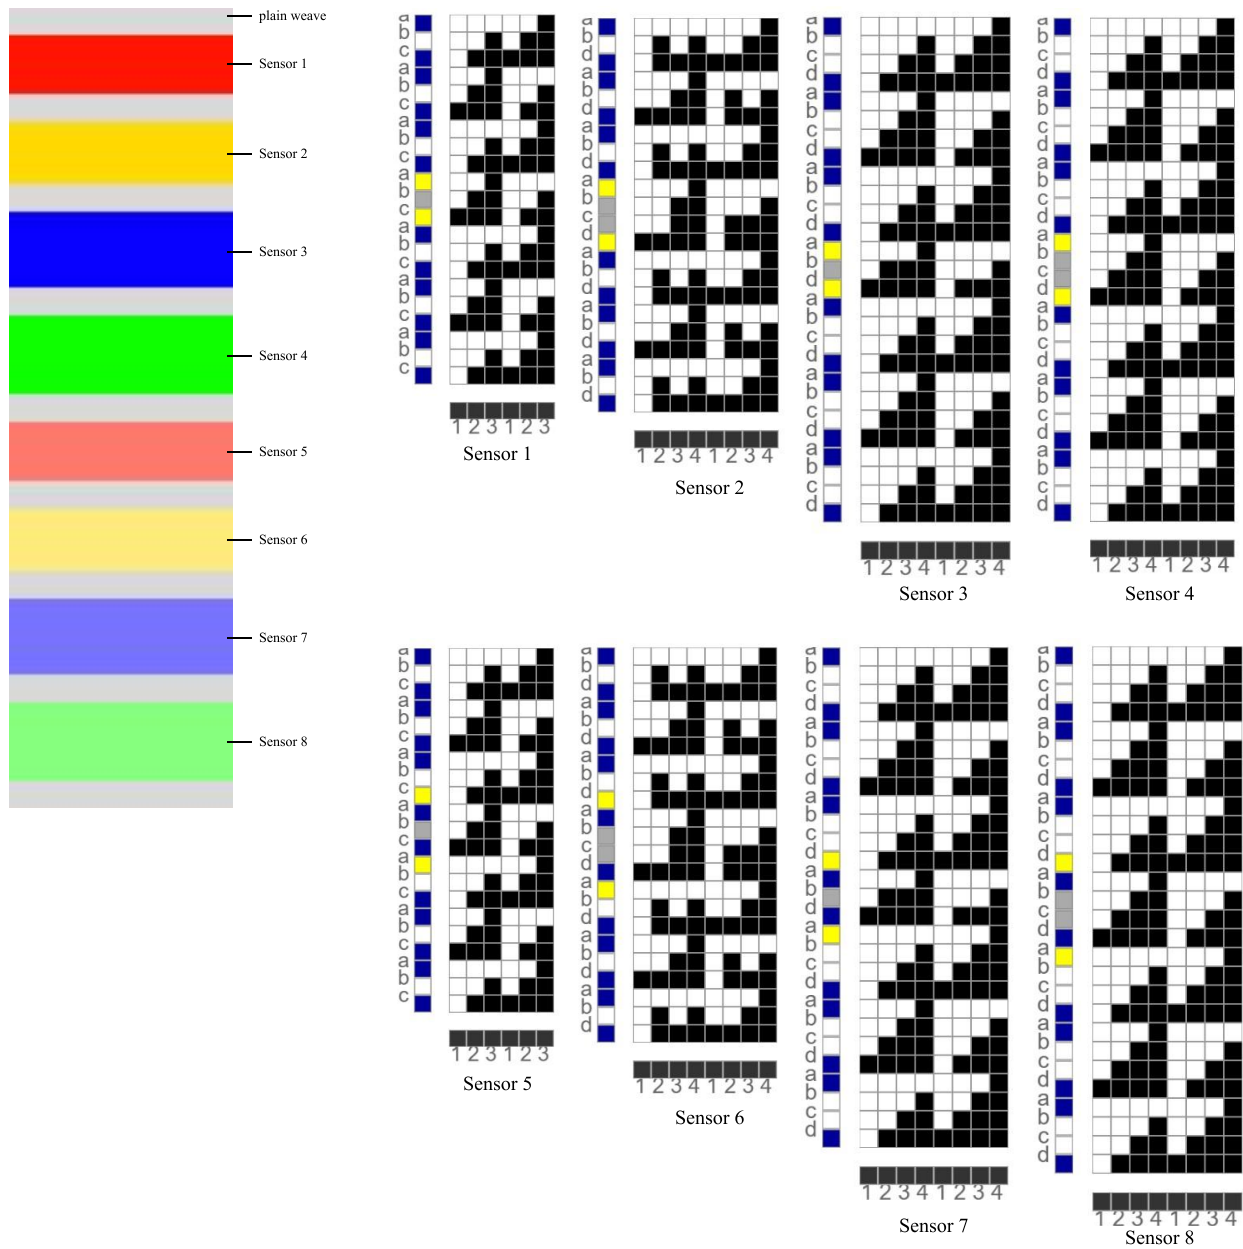 plain weave
Sensor 1
Sensor 2
Sensor 3
Sensor 4
Sensor 5
Sensor 6
Sensor 7
Sensor 8
a b c a b c a b c a b c a b c a b c a b c
1 2 3 1 2 3
Sensor 1
a b d a b d a b d a b c d a b d a b d a b d
1 2 3 4 1 2 3 4
Sensor 2
a b c d a b c d a b c d a b d a b c d a b c d a b c d
1 2 3 4 1 2 3 4
Sensor 3
a b c d a b c d a b c d a b c d a b c d a b c d a b c d
1 2 3 4 1 2 3 4
Sensor 4
a b c a b c a b c a b c a b c a b c a b c
1 2 3 1 2 3
Sensor 5
a b d a b d a b d a b c d a b d a b d a b d
1 2 3 4 1 2 3 4
Sensor 6
a b c d a b c d a b c d a b d a b c d a b c d a b c d
1 2 3 4 1 2 3 4
Sensor 7
a b c d a b c d a b c d a b c d a b c d a b c d a b c d
1 2 3 4 1 2 3 4
Sensor 8